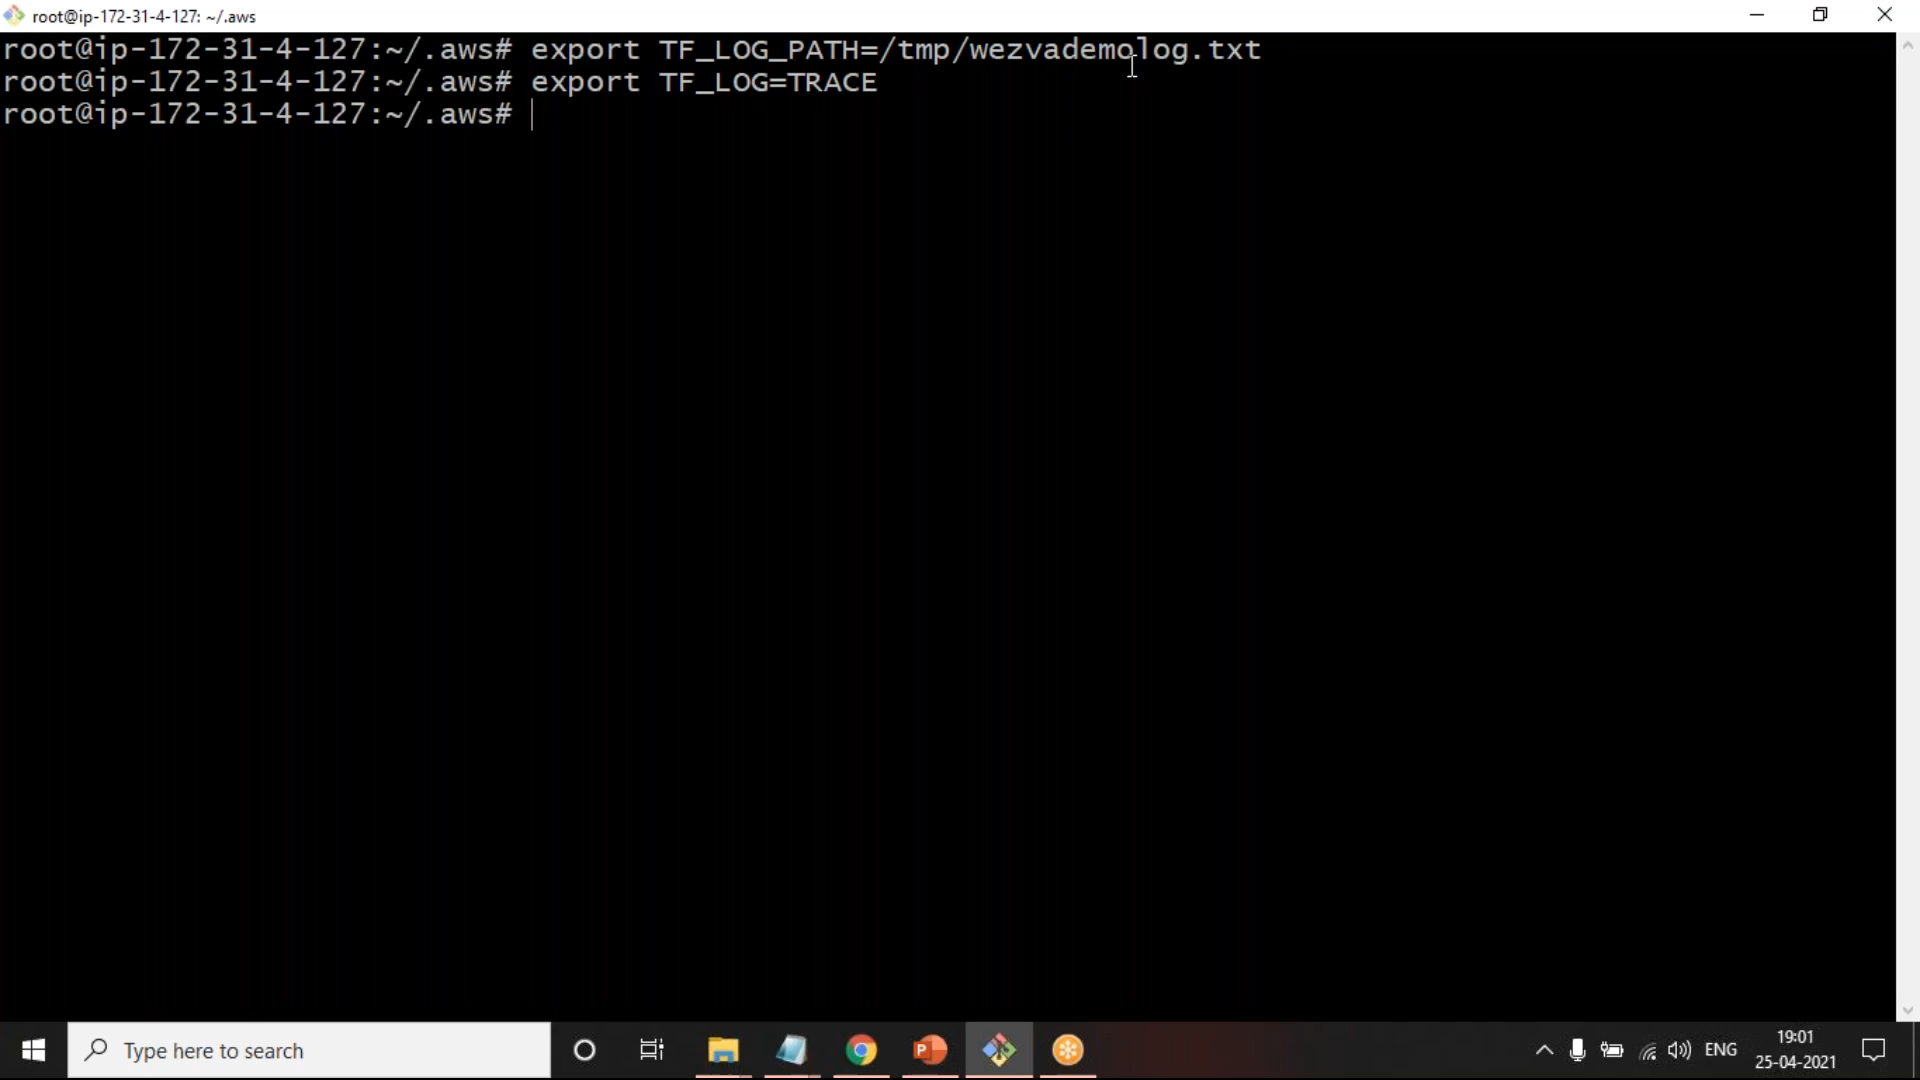 root@ip-172-31-4-127: ~/.aws
root@ip-172-31-4-127:~/.aws# export TF_LOG_PATH=/tmp/wezvademolog.txt
root@ip-172-31-4-127:~/.aws# export TF_LOG=TRACE
root@ip-172-31-4-127:~/.aws#
Type here to search
ENG
19:01
25-04-2021